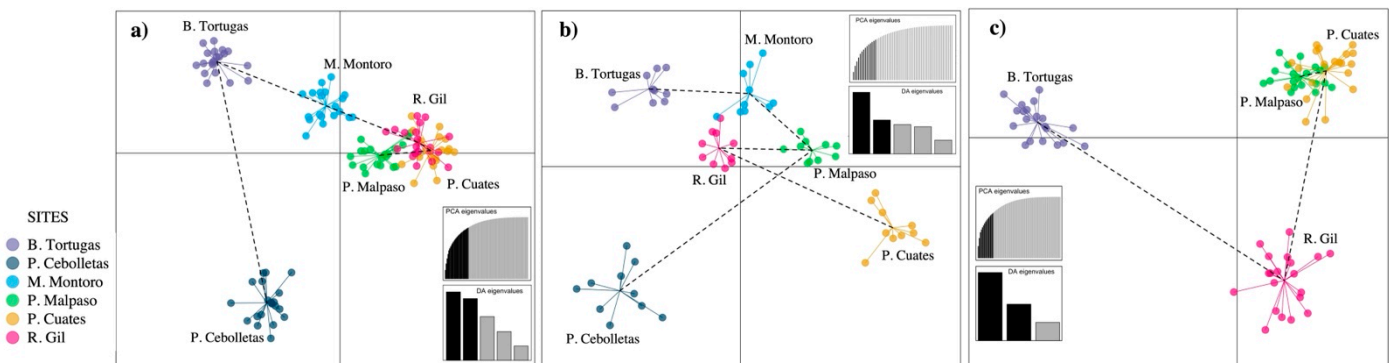 SITES
B. Tortugas
P. Cebolletas
M. Montoro
P. Malpaso
P. Cuates
R. Gil
a)
B. Tortugas
M. Montoro
R. Gil
P. Malpaso
P. Cuates
P. Cebolletas
PCA eigenvalues
DA eigenvalues
b)
M. Montoro
B. Tortugas
R. Gil
P. Malpaso
P. Cuates
P. Cebolletas
PCA eigenvalues
DA eigenvalues
c)
P. Cuates
B. Tortugas
P. Malpaso
R. Gil
PCA eigenvalues
DA eigenvalues